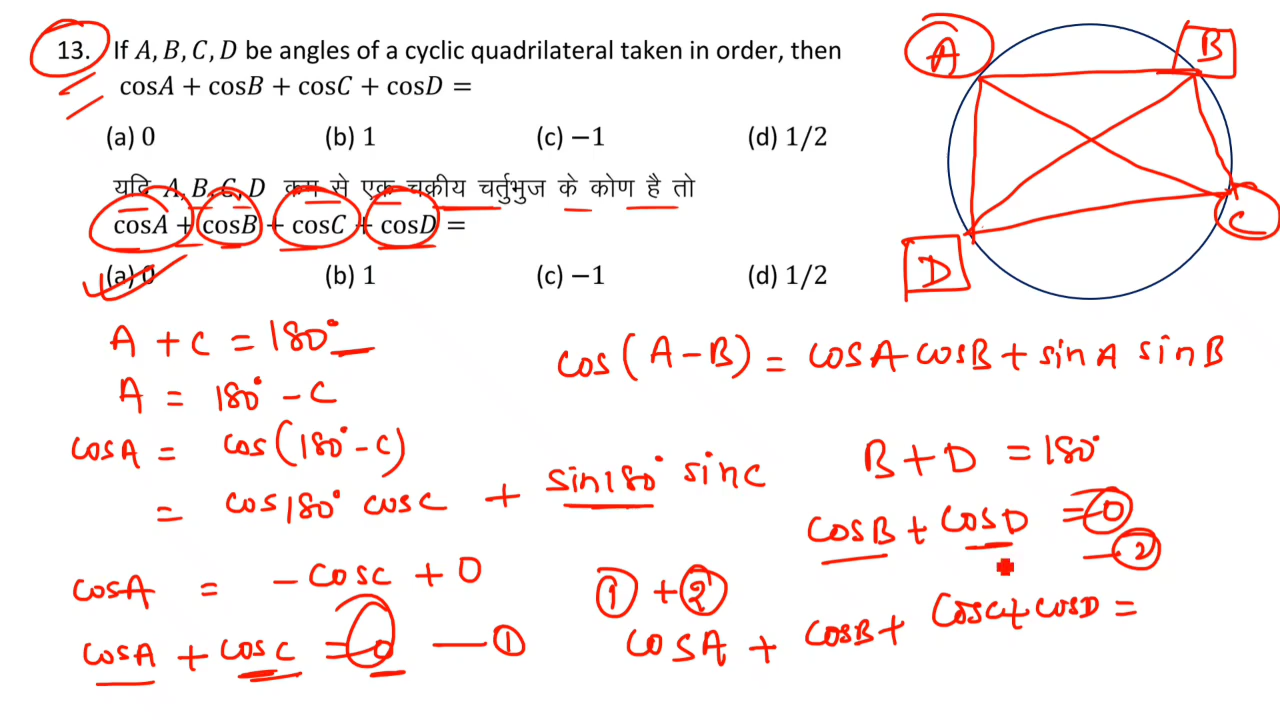 13. If A, B, C, D be angles of a cyclic quadrilateral taken in order, then
cosA + cosB + cosC + cosD =
(a) 0 (b) 1 (c) −1 (d) 1/2
यदि A, B, C, D क्रम से एक चक्रीय चर्तुभुज के कोण है तो
cosA + cosB + cosC + cosD =
(a) 0 (b) 1 (c) −1 (d) 1/2
A
B
C
D
A + C = 180°
A = 180° - C
cosA = cos(180° - C)
= cos180° cosC + sin180° sinC
cosA = - cosC + 0
cosA + cosC = 0 — ①
cos(A - B) = cosA cosB + sinA sinB
B + D = 180°
cosB + cosD = 0
— ②
① + ②
cosA + cosB + cosC + cosD =